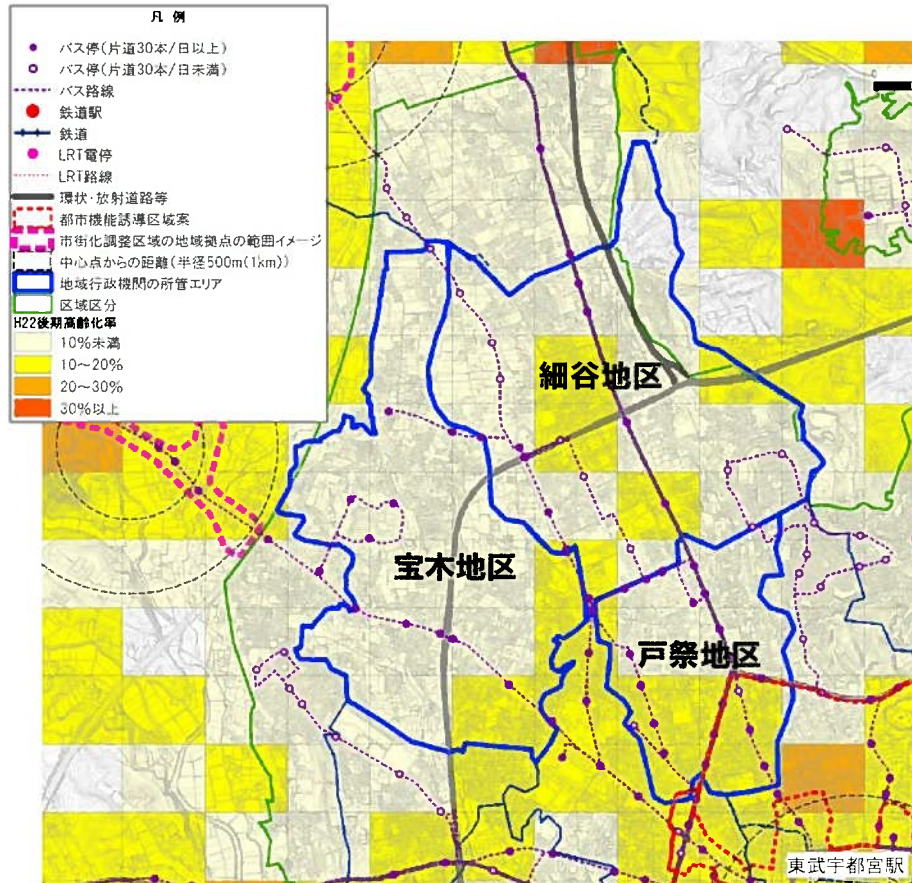 凡 例
バス停(片道30本/日以上)
バス停(片道30本/日未満)
バス路線
鉄道駅
鉄道
LRT電停
LRT路線
環状・放射道路等
都市機能誘導区域案
市街化調整区域の地域拠点の範囲イメージ
中心点からの距離(半径500m(1km))
地域行政機関の所管エリア
区域区分
H22後期高齢化率
10%未満
10～20%
20～30%
30%以上
細谷地区
宝木地区
戸祭地区
東武宇都宮駅